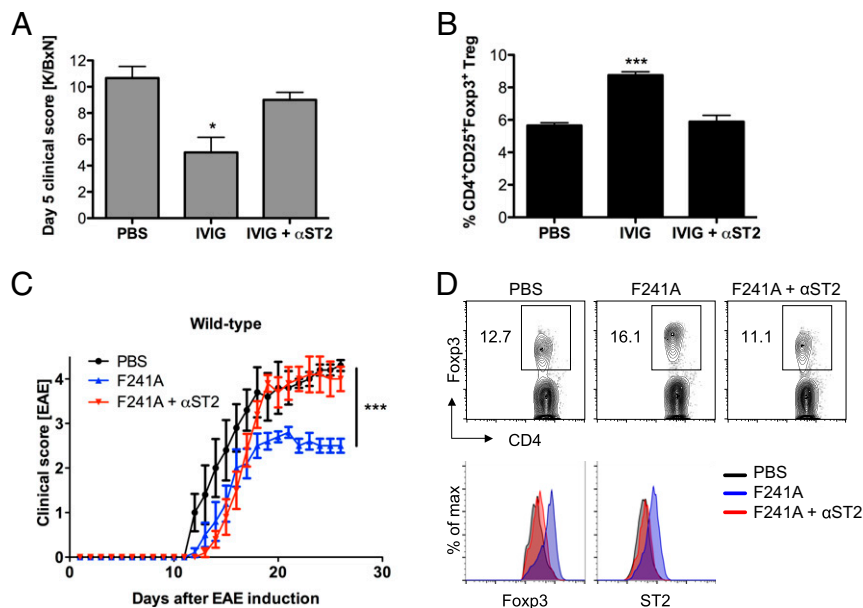 A
Day 5 clinical score [K/BxN]
12
10
8
6
4
2
0
*
PBS
IVIG
IVIG + αST2
B
% CD4+CD25+Foxp3+ Treg
10
8
6
4
2
0
***
PBS
IVIG
IVIG + αST2
C
Wild-type
Clinical score [EAE]
4
3
2
1
0
PBS
F241A
F241A + αST2
***
0
10
20
30
Days after EAE induction
D
PBS
F241A
F241A + αST2
12.7
16.1
11.1
Foxp3
CD4
% of max
Foxp3
ST2
PBS
F241A
F241A + αST2